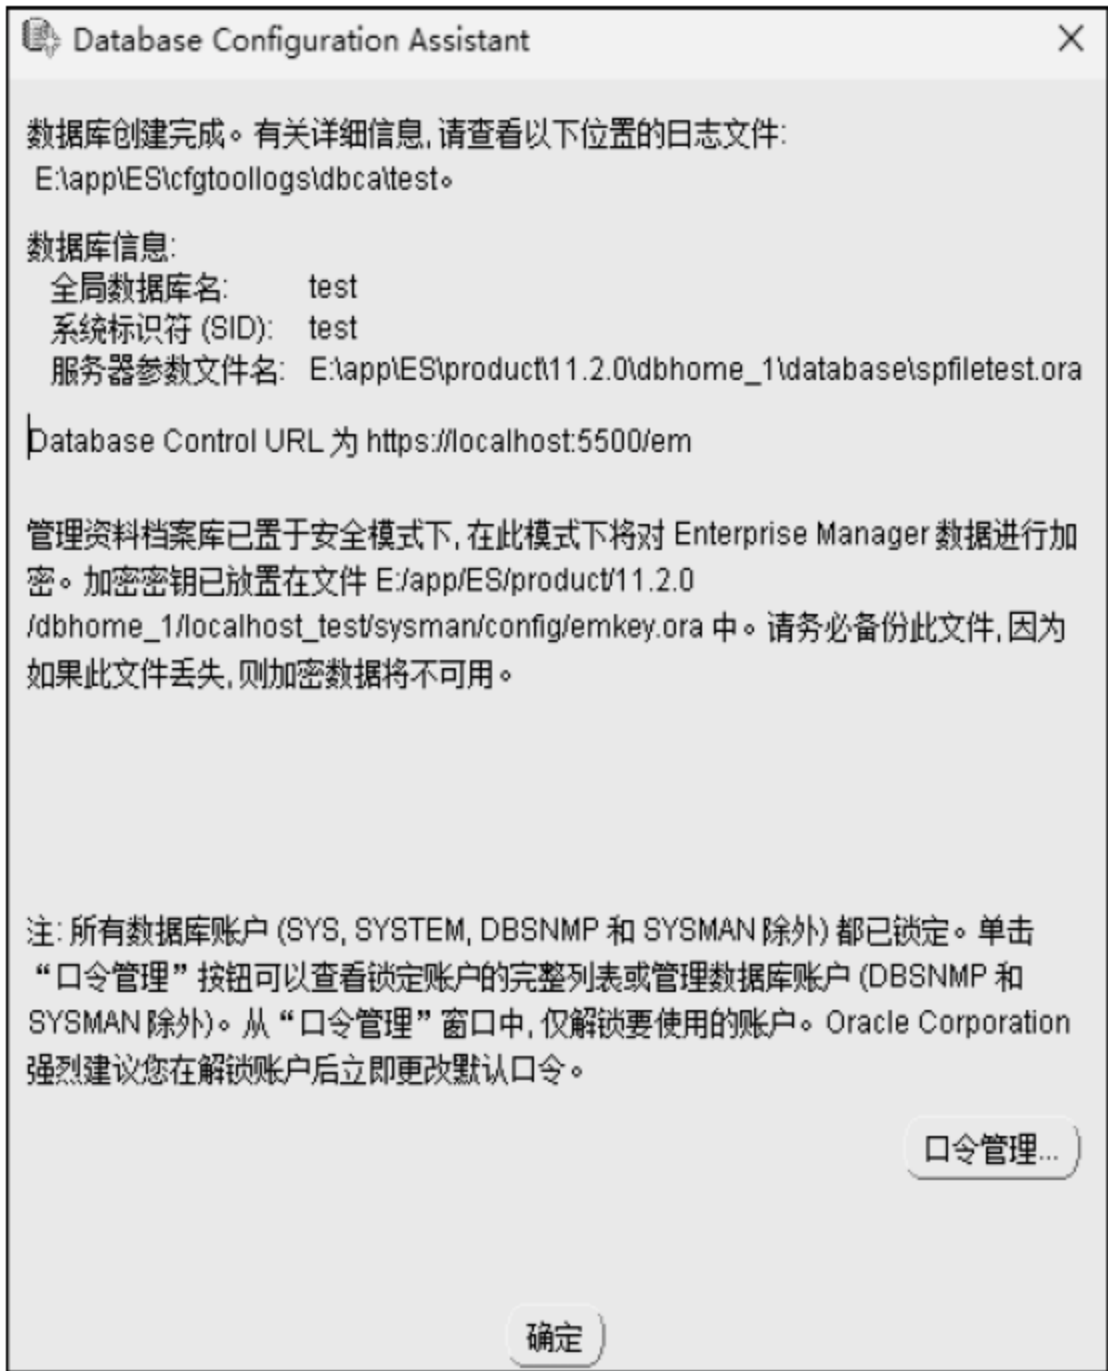 Database Configuration Assistant
数据库创建完成。有关详细信息,请查看以下位置的日志文件:
E:\app\ES\cfgtoollogs\dbca\test。
数据库信息:
全局数据库名: test
系统标识符 (SID): test
服务器参数文件名: E:\app\ES\product\11.2.0\dbhome_1\database\spfiletest.ora
Database Control URL 为 https://localhost:5500/em
管理资料档案库已置于安全模式下,在此模式下将对 Enterprise Manager 数据进行加
密。加密密钥已放置在文件 E:/app/ES/product/11.2.0
/dbhome_1/localhost_test/sysman/config/emkey.ora 中。请务必备份此文件,因为
如果此文件丢失,则加密数据将不可用。
注: 所有数据库账户 (SYS, SYSTEM, DBSNMP 和 SYSMAN 除外) 都已锁定。单击
“口令管理”按钮可以查看锁定账户的完整列表或管理数据库账户 (DBSNMP 和
SYSMAN 除外)。从“口令管理”窗口中,仅解锁要使用的账户。Oracle Corporation
强烈建议您在解锁账户后立即更改默认口令。
口令管理...
确定